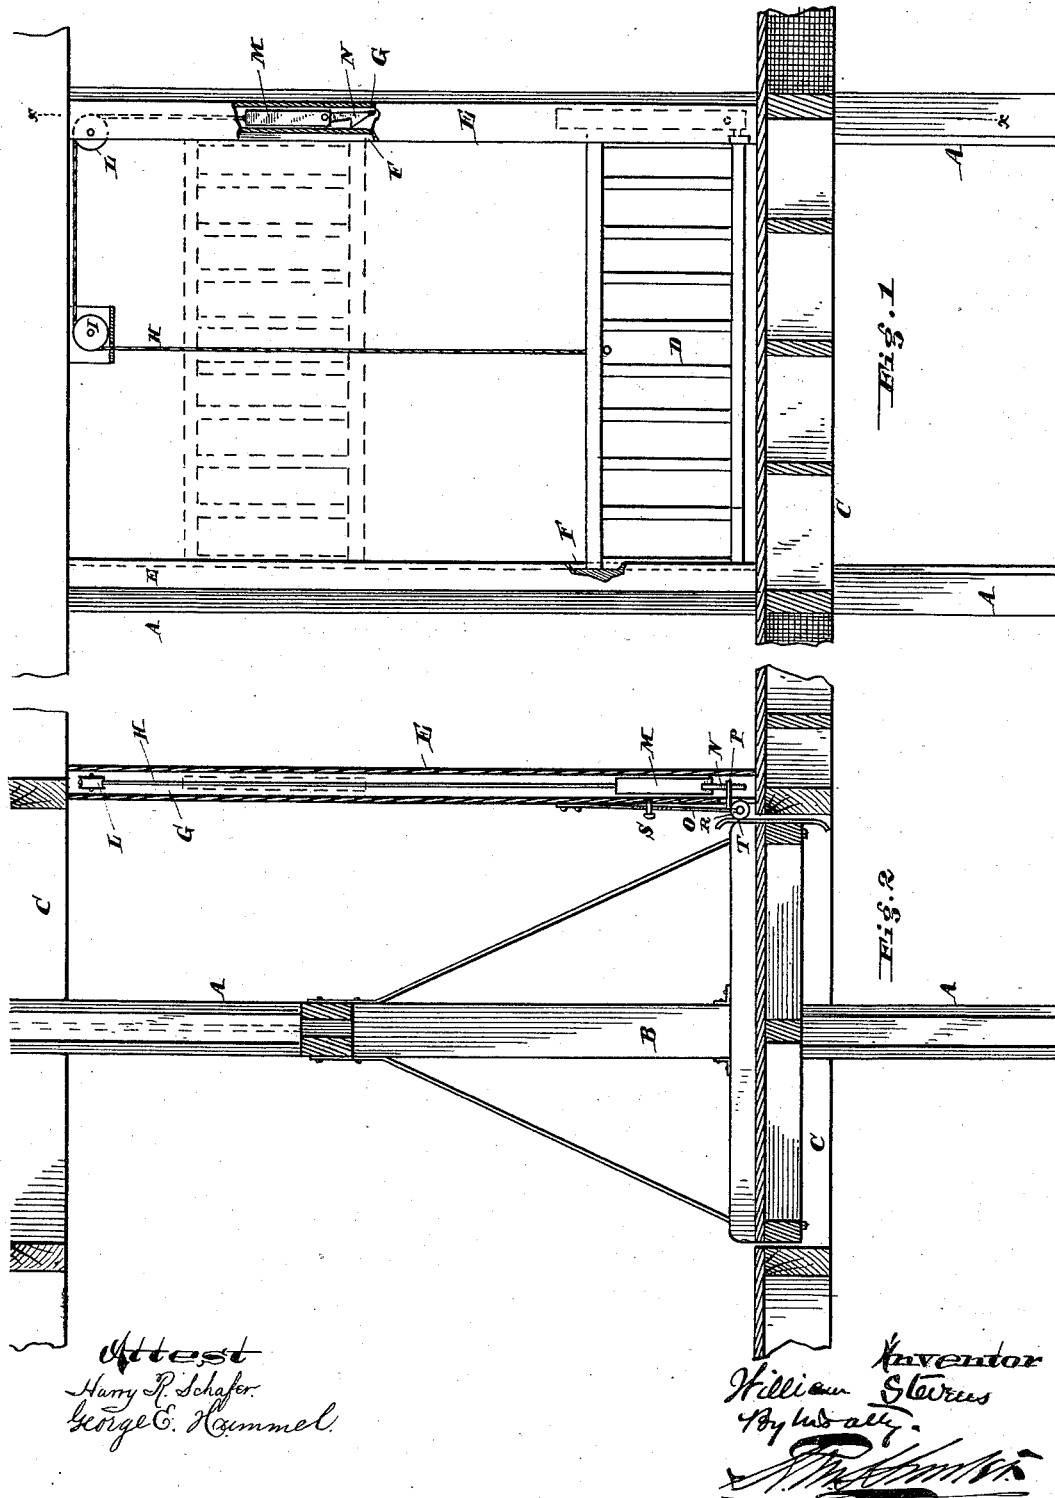 M
N
G
x
L
E
F
x
A
I
H
D
Fig. 1
F
C
E
A
A
H
E
M
N
P
L
G
S
O
R
T
C
Fig. 2
A
A
B
C
Attest
Harry R. Schafer.
George E. Hummel.
Inventor
William Stevens
By his atty.